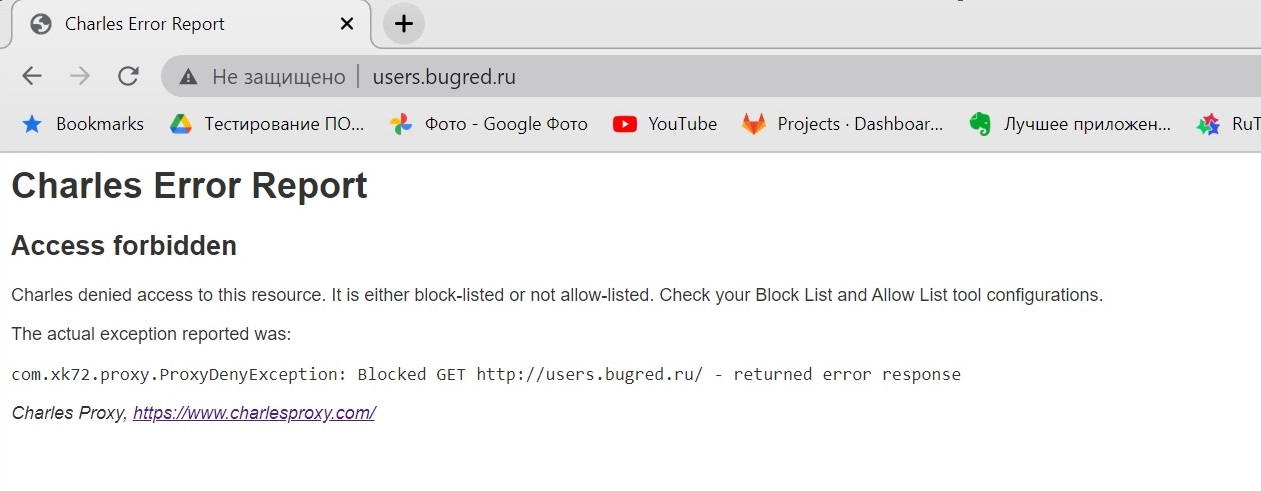 Charles Error Report
Не защищено | users.bugred.ru
Bookmarks Тестирование ПО... Фото - Google Фото YouTube Projects · Dashboar... Лучшее приложен... RuT
Charles Error Report
Access forbidden
Charles denied access to this resource. It is either block-listed or not allow-listed. Check your Block List and Allow List tool configurations.
The actual exception reported was:
com.xk72.proxy.ProxyDenyException: Blocked GET http://users.bugred.ru/ - returned error response
Charles Proxy, https://www.charlesproxy.com/